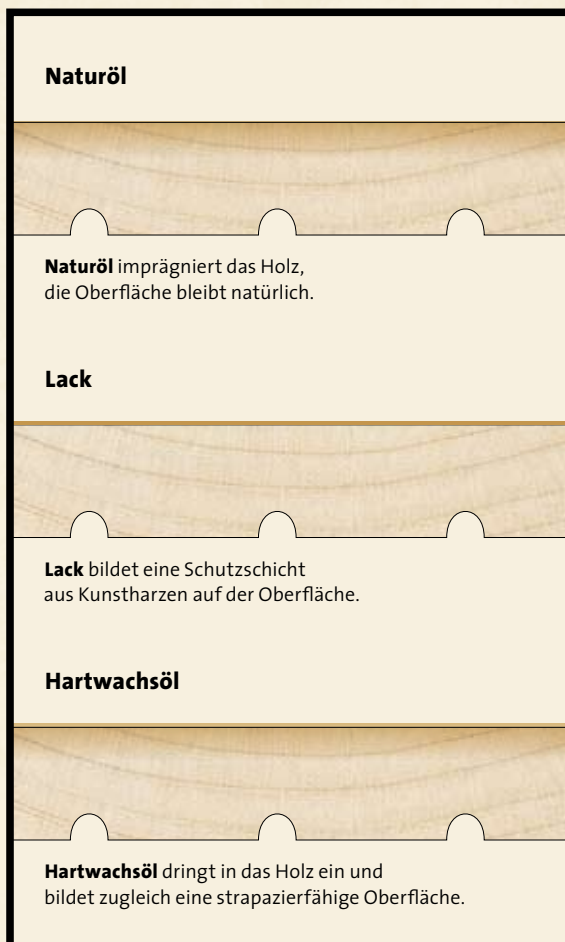 Naturöl
Naturöl imprägniert das Holz,
die Oberfläche bleibt natürlich.
Lack
Lack bildet eine Schutzschicht
aus Kunstharzen auf der Oberfläche.
Hartwachsöl
Hartwachsöl dringt in das Holz ein und
bildet zugleich eine strapazierfähige Oberfläche.